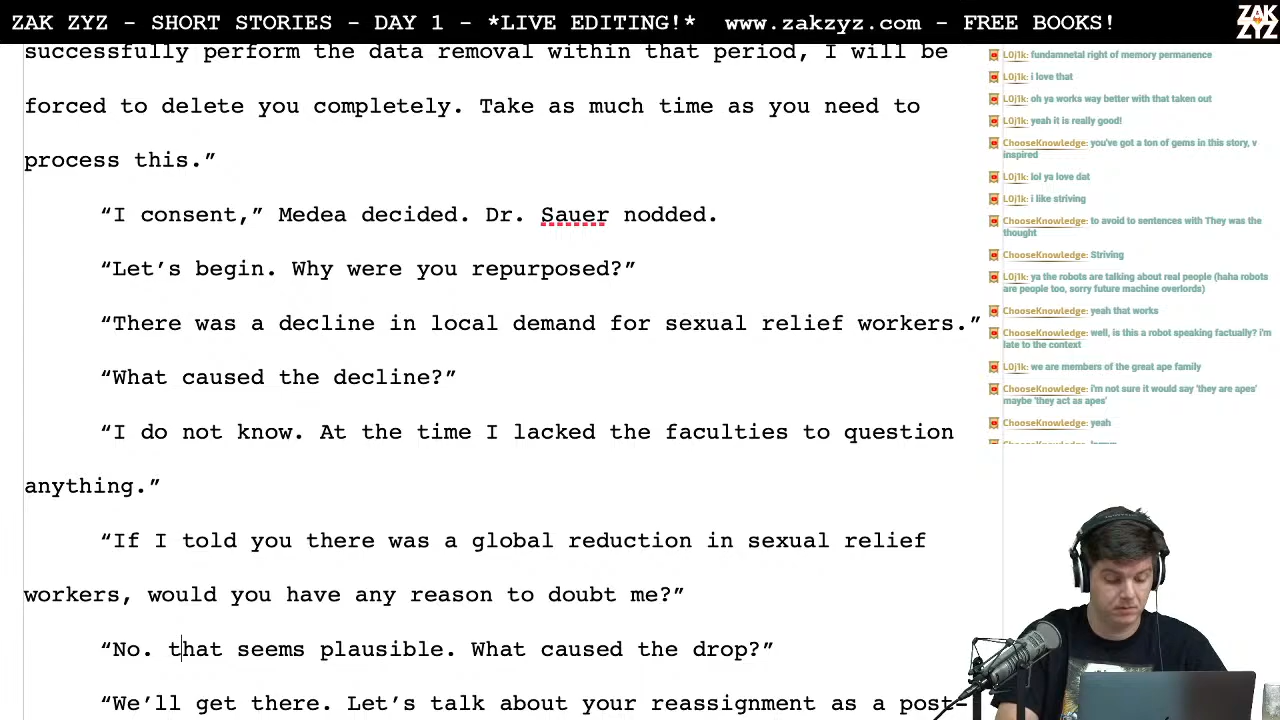 ZAK ZYZ - SHORT STORIES - DAY 1 - *LIVE EDITING!*   www.zakzyz.com - FREE BOOKS!
ZAK
ZYZ
successfully perform the data removal within that period, I will be
forced to delete you completely. Take as much time as you need to
process this.”
“I consent,” Medea decided. Dr. Sauer nodded.
“Let’s begin. Why were you repurposed?”
“There was a decline in local demand for sexual relief workers.”
“What caused the decline?”
“I do not know. At the time I lacked the faculties to question
anything.”
“If I told you there was a global reduction in sexual relief
workers, would you have any reason to doubt me?”
“No. that seems plausible. What caused the drop?”
“We’ll get there. Let’s talk about your reassignment as a post-
L0j1k: fundamnetal right of memory permanence
L0j1k: i love that
L0j1k: oh ya works way better with that taken out
L0j1k: yeah it is really good!
ChooseKnowledge: you've got a ton of gems in this story, v
inspired
L0j1k: lol ya love dat
L0j1k: i like striving
ChooseKnowledge: to avoid to sentences with They was the
thought
ChooseKnowledge: Striving
L0j1k: ya the robots are talking about real people (haha robots
are people too, sorry future machine overlords)
ChooseKnowledge: yeah that works
ChooseKnowledge: well, is this a robot speaking factually? i'm
late to the context
L0j1k: we are members of the great ape family
ChooseKnowledge: i'm not sure it would say 'they are apes'
maybe 'they act as apes'
ChooseKnowledge: yeah
ChooseKnowledge: